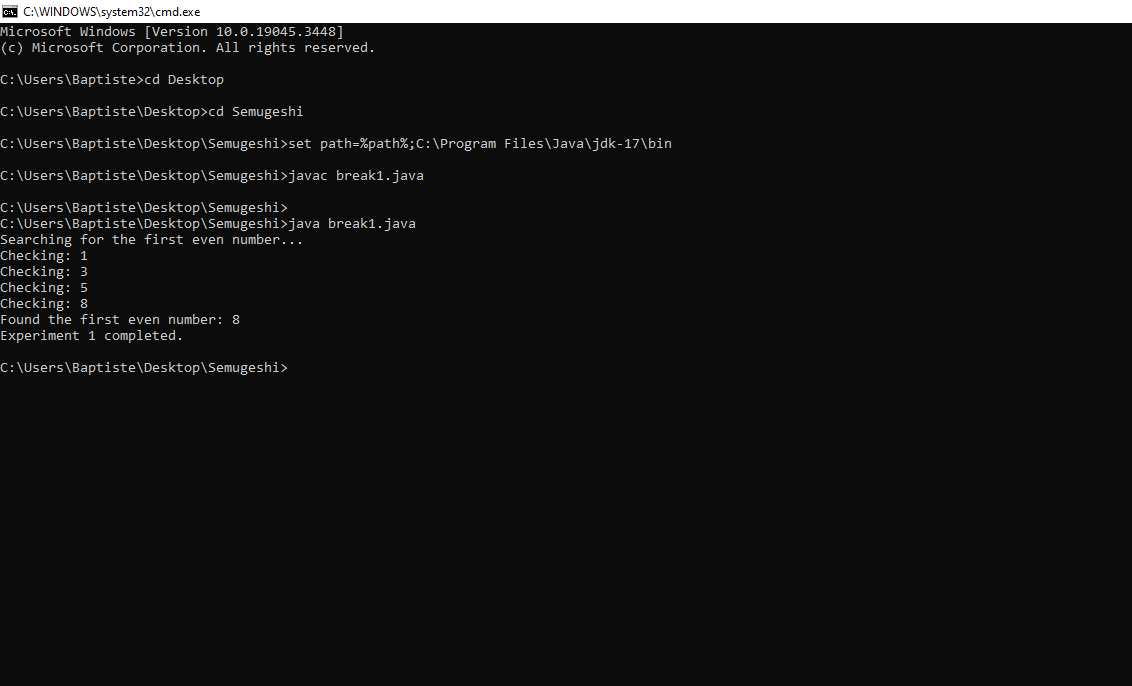 C:\WINDOWS\system32\cmd.exe
Microsoft Windows [Version 10.0.19045.3448]
(c) Microsoft Corporation. All rights reserved.
C:\Users\Baptiste>cd Desktop
C:\Users\Baptiste\Desktop>cd Semugeshi
C:\Users\Baptiste\Desktop\Semugeshi>set path=%path%;C:\Program Files\Java\jdk-17\bin
C:\Users\Baptiste\Desktop\Semugeshi>javac break1.java
C:\Users\Baptiste\Desktop\Semugeshi>
C:\Users\Baptiste\Desktop\Semugeshi>java break1.java
Searching for the first even number...
Checking: 1
Checking: 3
Checking: 5
Checking: 8
Found the first even number: 8
Experiment 1 completed.
C:\Users\Baptiste\Desktop\Semugeshi>